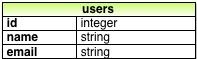 users
id integer
name string
email string